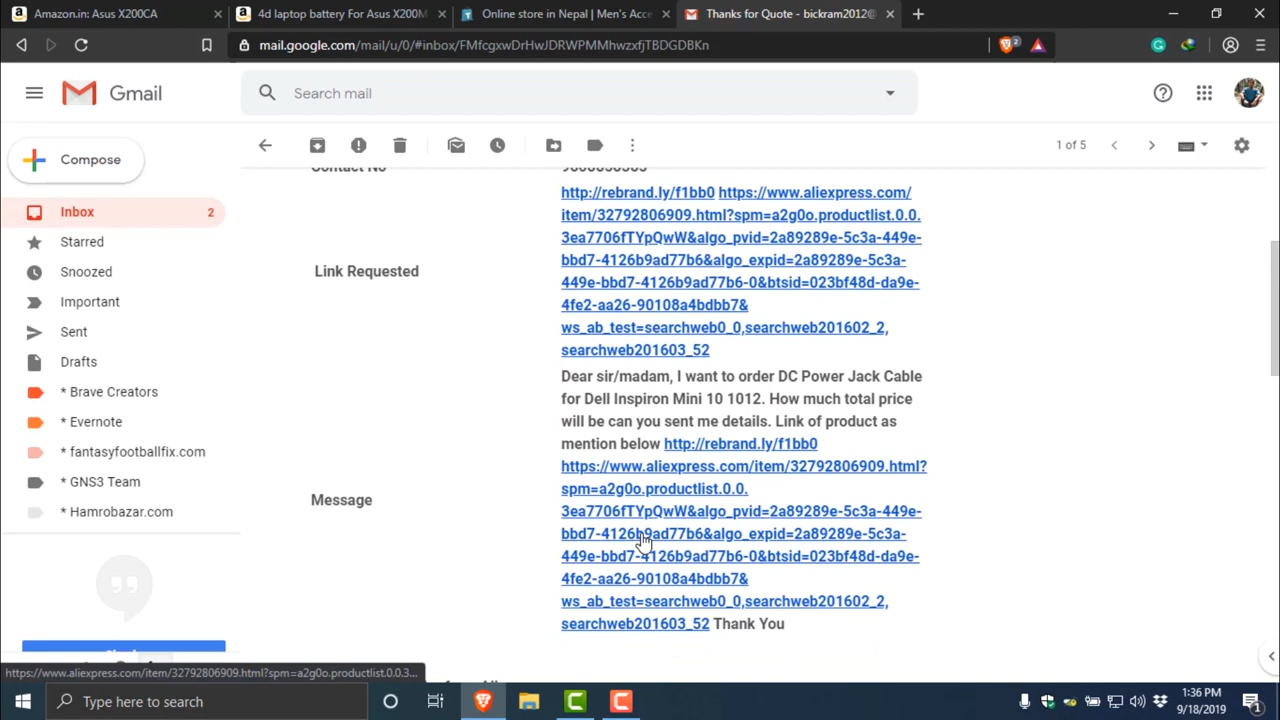 Amazon.in: Asus X200CA
4d laptop battery For Asus X200M
Online store in Nepal | Men's Acce
Thanks for Quote - bickram2012@
mail.google.com/mail/u/0/#inbox/FMfcgxwDrHwJDRWPMMhwzxfjTBDGDBKn
2
Gmail
Search mail
Compose
1 of 5
Inbox
2
Starred
Snoozed
Important
Sent
Drafts
* Brave Creators
* Evernote
* fantasyfootballfix.com
* GNS3 Team
* Hamrobazar.com
Contact No
Link Requested
http://rebrand.ly/f1bb0 https://www.aliexpress.com/
item/32792806909.html?spm=a2g0o.productlist.0.0.
3ea7706fTYpQwW&algo_pvid=2a89289e-5c3a-449e-
bbd7-4126b9ad77b6&algo_expid=2a89289e-5c3a-
449e-bbd7-4126b9ad77b6-0&btsid=023bf48d-da9e-
4fe2-aa26-90108a4bdbb7&
ws_ab_test=searchweb0_0,searchweb201602_2,
searchweb201603_52
Message
Dear sir/madam, I want to order DC Power Jack Cable
for Dell Inspiron Mini 10 1012. How much total price
will be can you sent me details. Link of product as
mention below http://rebrand.ly/f1bb0
https://www.aliexpress.com/item/32792806909.html?
spm=a2g0o.productlist.0.0.
3ea7706fTYpQwW&algo_pvid=2a89289e-5c3a-449e-
bbd7-4126b9ad77b6&algo_expid=2a89289e-5c3a-
449e-bbd7-4126b9ad77b6-0&btsid=023bf48d-da9e-
4fe2-aa26-90108a4bdbb7&
ws_ab_test=searchweb0_0,searchweb201602_2,
searchweb201603_52 Thank You
https://www.aliexpress.com/item/32792806909.html?spm=a2g0o.productlist.0.0.3...
Type here to search
1:36 PM
9/18/2019
1